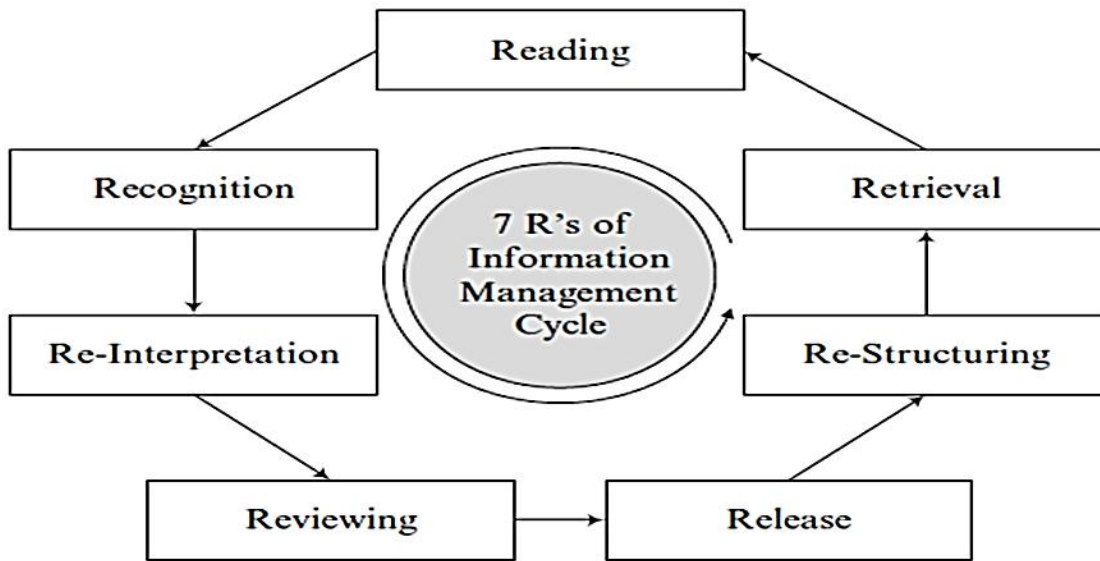 Reading
Recognition
Retrieval
7 R's of
Information
Management
Cycle
Re-Interpretation
Re-Structuring
Reviewing
Release